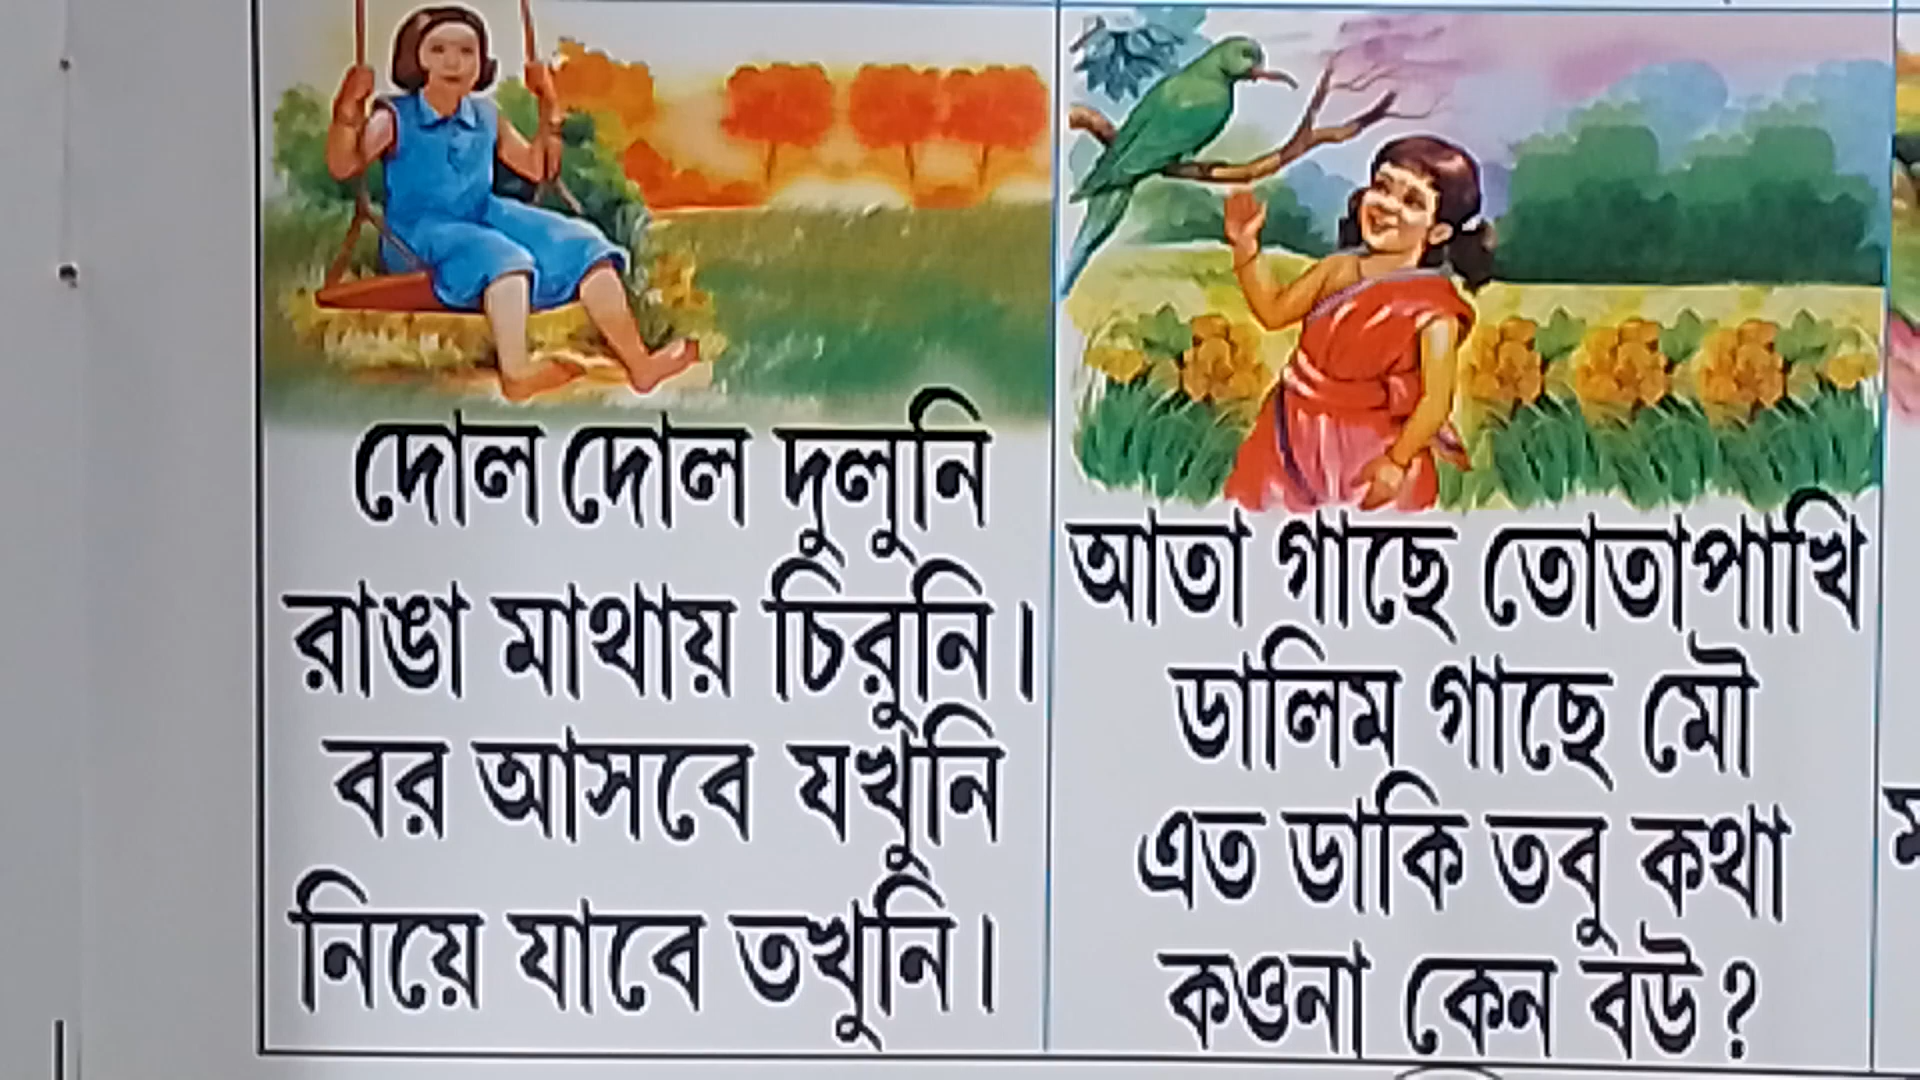 দোল দোল দুলুনি
রাঙা মাথায় চিরুনি।
বর আসবে যখুনি
নিয়ে যাবে তখুনি।
আতা গাছে তোতাপাখি
ডালিম গাছে মৌ
এত ডাকি তবু কথা
কওনা কেন বউ?